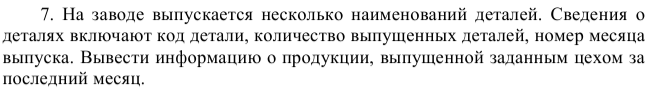 7. На заводе выпускается несколько наименований деталей. Сведения о
деталях включают код детали, количество выпущенных деталей, номер месяца
выпуска. Вывести информацию о продукции, выпущенной заданным цехом за
последний месяц.